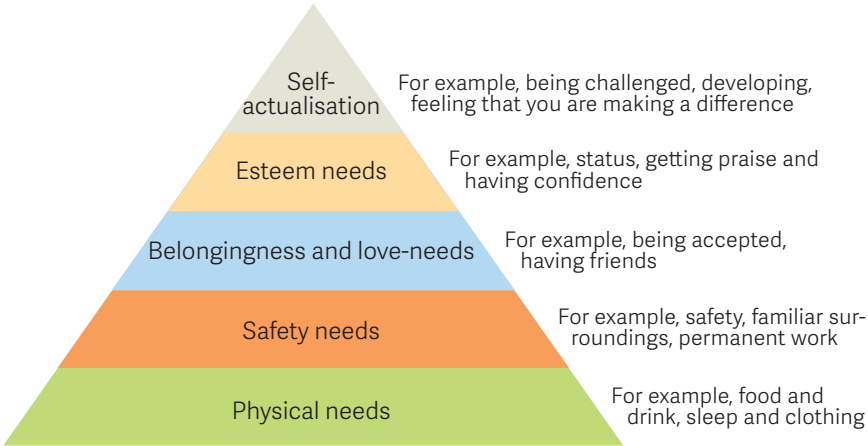 Self-
actualisation
For example, being challenged, developing,
feeling that you are making a difference
Esteem needs
For example, status, getting praise and
having confidence
Belongingness and love-needs
For example, being accepted,
having friends
Safety needs
For example, safety, familiar sur-
roundings, permanent work
Physical needs
For example, food and
drink, sleep and clothing